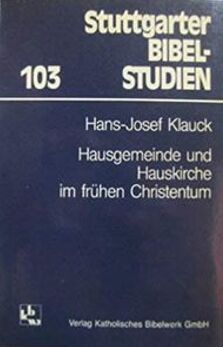 Stuttgarter
BIBEL-
103 STUDIEN
Hans-Josef Klauck
Hausgemeinde und
Hauskirche
im frühen Christentum
Verlag Katholisches Bibelwerk GmbH